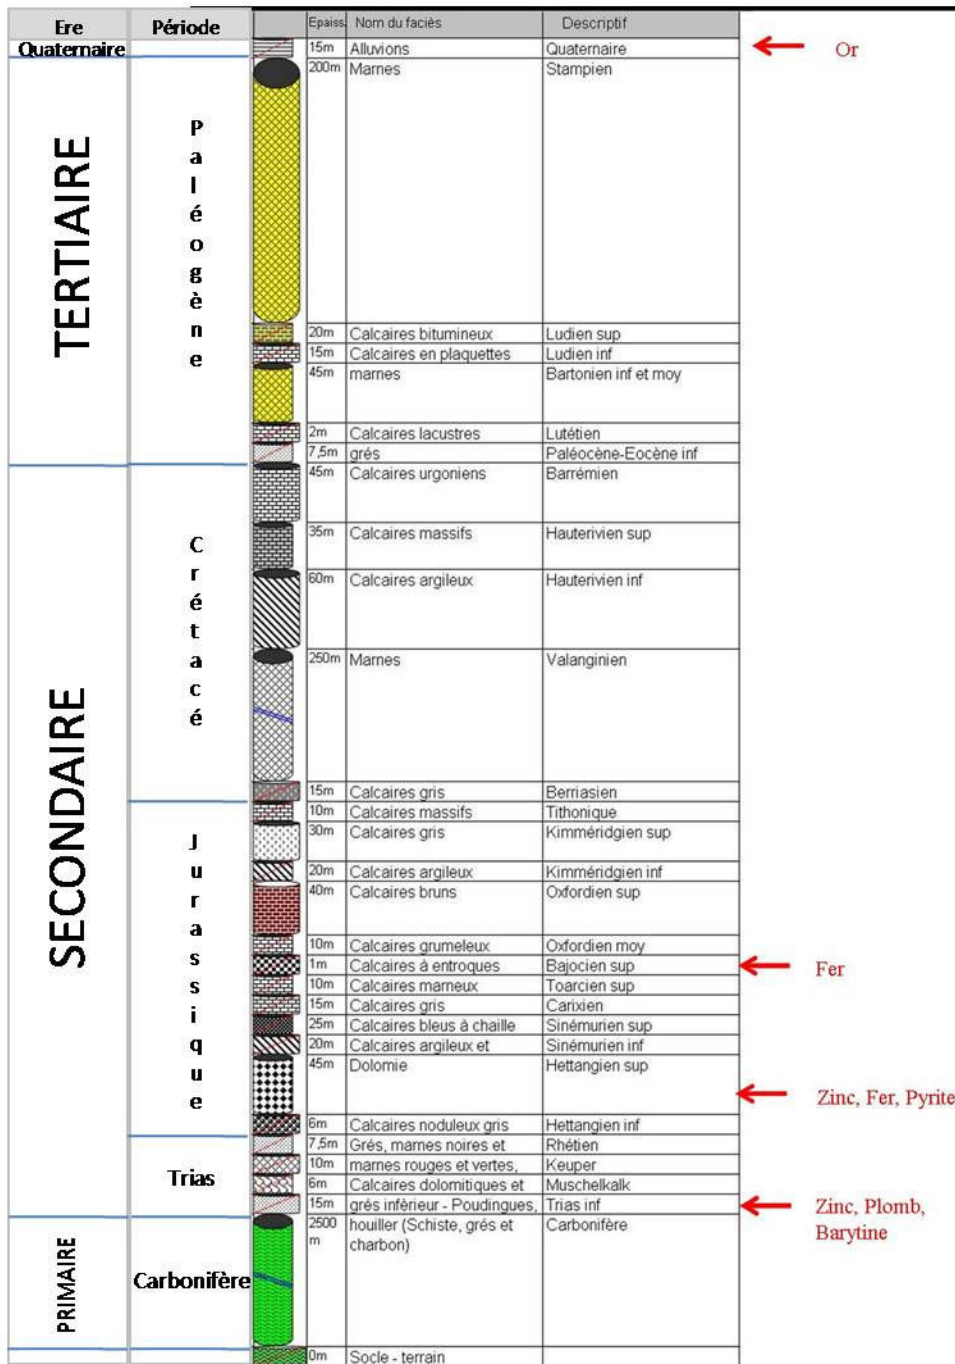 Ere Période Epaiss. Nom du faciès Descriptif
Quaternaire 15m Alluvions Quaternaire Or
TERTIAIRE Paléogène 200m Marnes Stampien
20m Calcaires bitumineux Ludien sup
15m Calcaires en plaquettes Ludien inf
45m marnes Bartonien inf et moy
2m Calcaires lacustres Lutétien
7,5m grés Paléocène-Eocène inf
SECONDAIRE Crétacé 45m Calcaires urgoniens Barrémien
35m Calcaires massifs Hauterivien sup
60m Calcaires argileux Hauterivien inf
250m Marnes Valanginien
15m Calcaires gris Berriasien
Jurassique 10m Calcaires massifs Tithonique
30m Calcaires gris Kimméridgien sup
20m Calcaires argileux Kimméridgien inf
40m Calcaires bruns Oxfordien sup
10m Calcaires grumeleux Oxfordien moy
1m Calcaires à entroques Bajocien sup Fer
10m Calcaires marneux Toarcien sup
15m Calcaires gris Carixien
25m Calcaires bleus à chaille Sinémurien sup
20m Calcaires argileux et Sinémurien inf
45m Dolomie Hettangien sup Zinc, Fer, Pyrite
6m Calcaires noduleux gris Hettangien inf
Trias 7,5m Grés, marnes noires et Rhétien
10m marnes rouges et vertes, Keuper
6m Calcaires dolomitiques et Muschelkalk
15m grés infèrieur - Poudingues, Trias inf Zinc, Plomb,
Barytine
PRIMAIRE Carbonifère 2500 houiller (Schiste, grés et Carbonifère
m charbon)
0m Socle - terrain